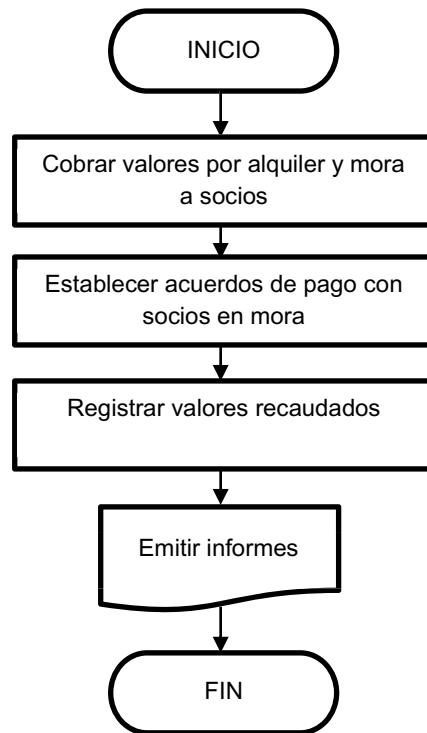 INICIO
Cobrar valores por alquiler y mora
a socios
Establecer acuerdos de pago con
socios en mora
Registrar valores recaudados
Emitir informes
FIN